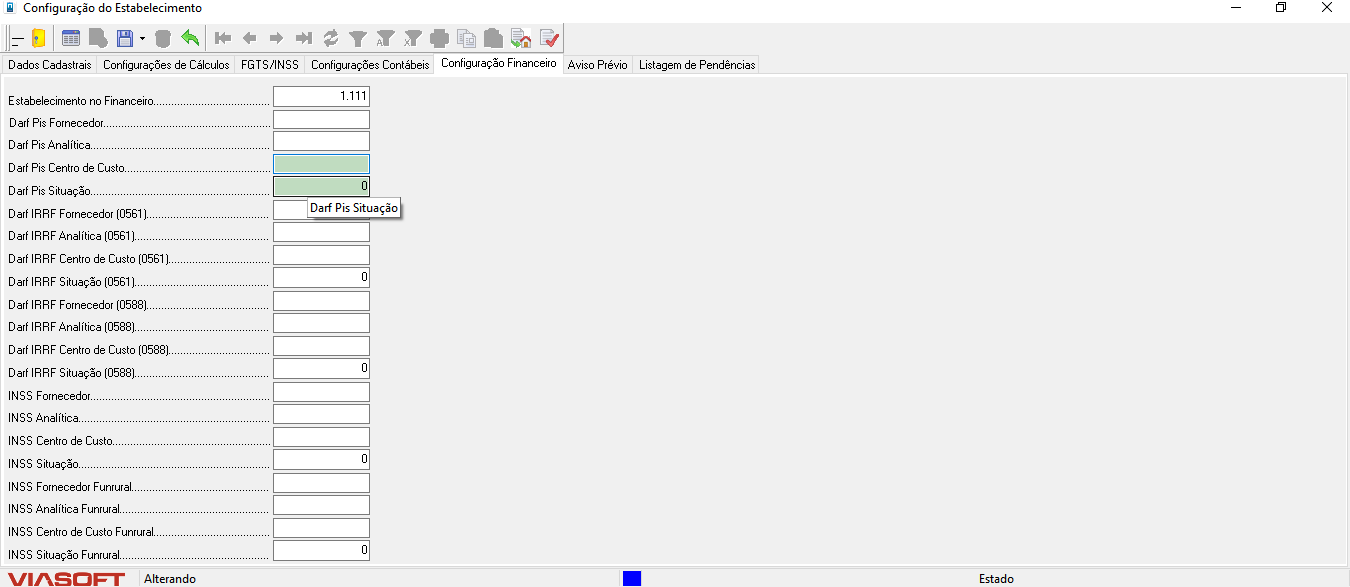 Configuração do Estabelecimento
Dados Cadastrais Configurações de Cálculos FGTS/INSS Configurações Contábeis Configuração Financeiro Aviso Prévio Listagem de Pendências
Estabelecimento no Financeiro 1.111
Darf Pis Fornecedor
Darf Pis Analítica
Darf Pis Centro de Custo
Darf Pis Situação 0
Darf Pis Situação
Darf IRRF Fornecedor (0561)
Darf IRRF Analítica (0561)
Darf IRRF Centro de Custo (0561)
Darf IRRF Situação (0561) 0
Darf IRRF Fornecedor (0588)
Darf IRRF Analítica (0588)
Darf IRRF Centro de Custo (0588)
Darf IRRF Situação (0588) 0
INSS Fornecedor
INSS Analítica
INSS Centro de Custo
INSS Situação 0
INSS Fornecedor Funrural
INSS Analítica Funrural
INSS Centro de Custo Funrural
INSS Situação Funrural 0
VIASOFT Alterando Estado